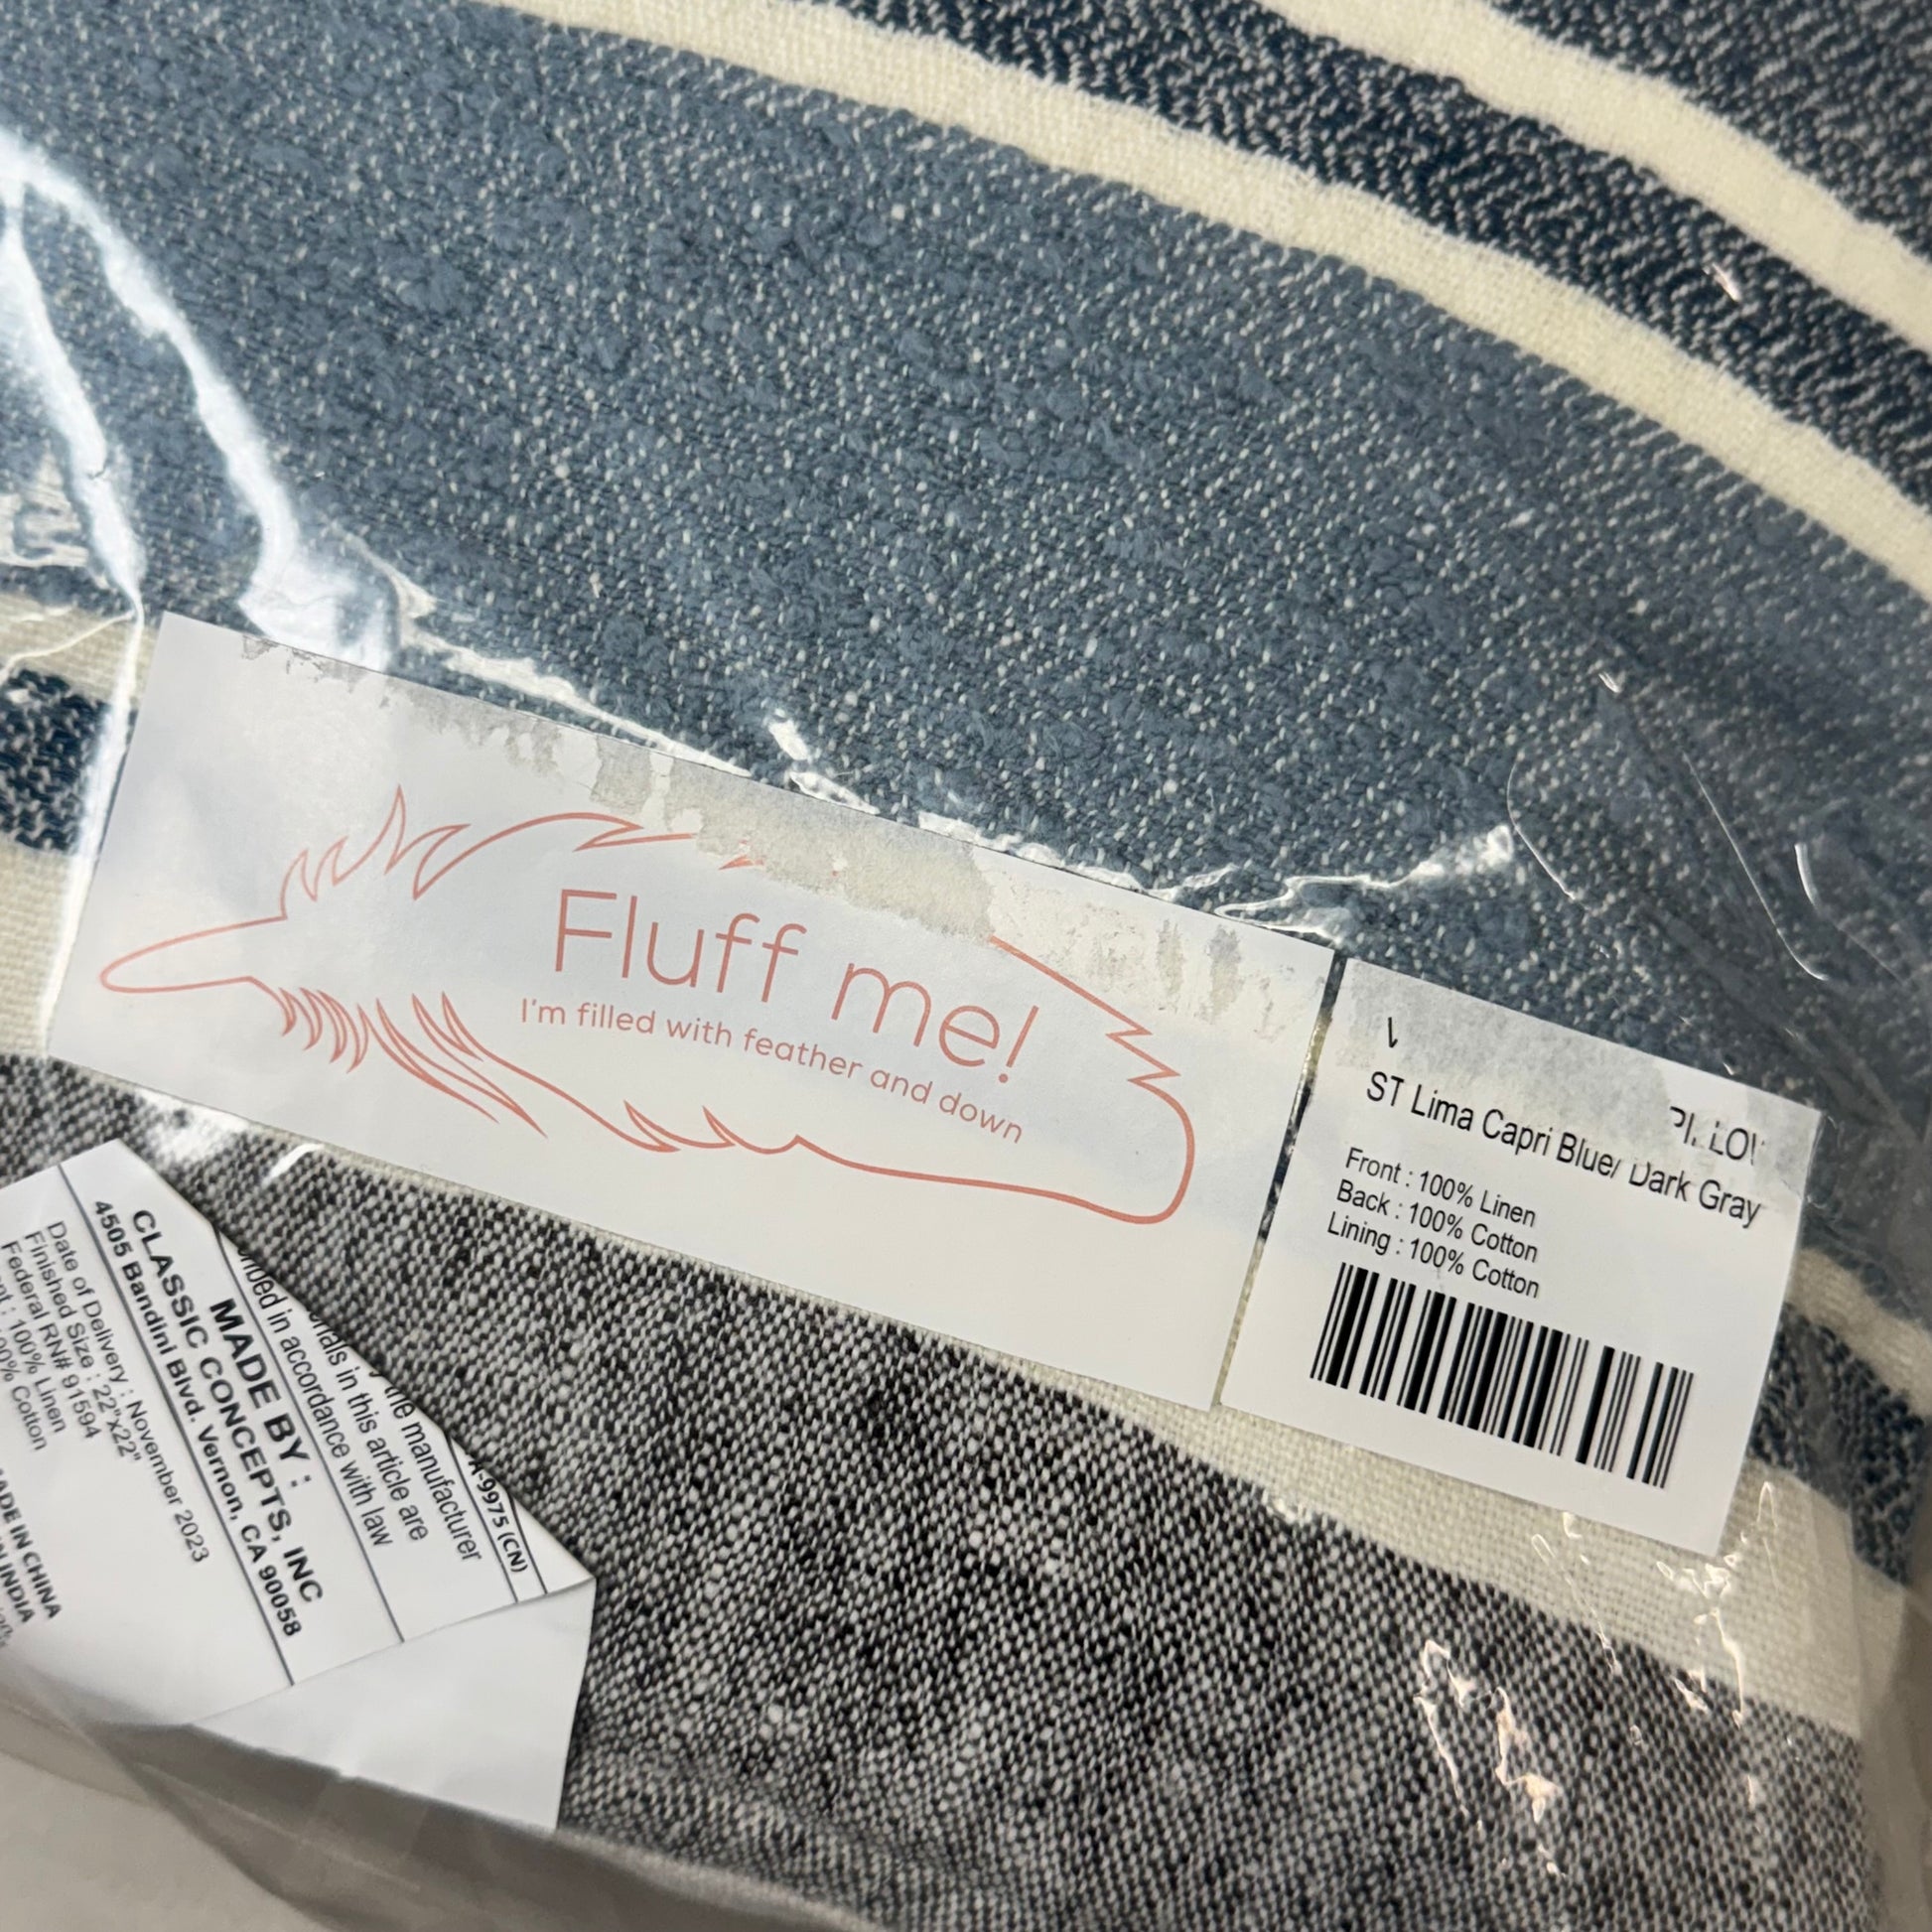 Fluff me!
I'm filled with feather and down
ST Lima Capri Blue/ Dark Gray
Front : 100% Linen
Back : 100% Cotton
Lining : 100% Cotton
-9975 (CN)
the manufacturer
in this article are
in accordance with law
MADE BY :
CLASSIC CONCEPTS, INC
4505 Bandini Blvd. Vernon, CA 90058
Date of Delivery : November 2023
Finished Size : 22"x22"
Federal RN# 91594
: 100% Linen
Cotton
IN CHINA
INDIA